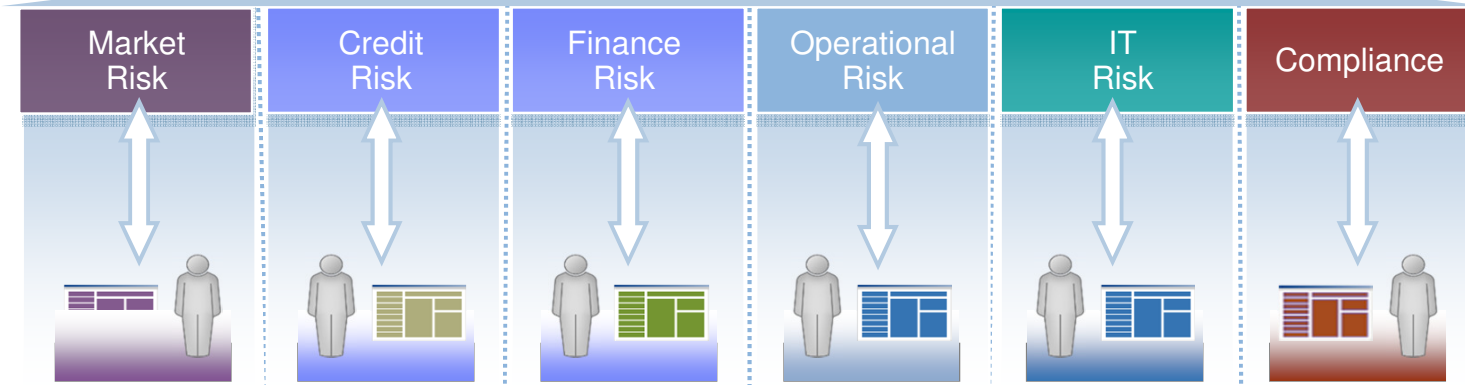 Market
Risk
Credit
Risk
Finance
Risk
Operational
Risk
IT
Risk
Compliance